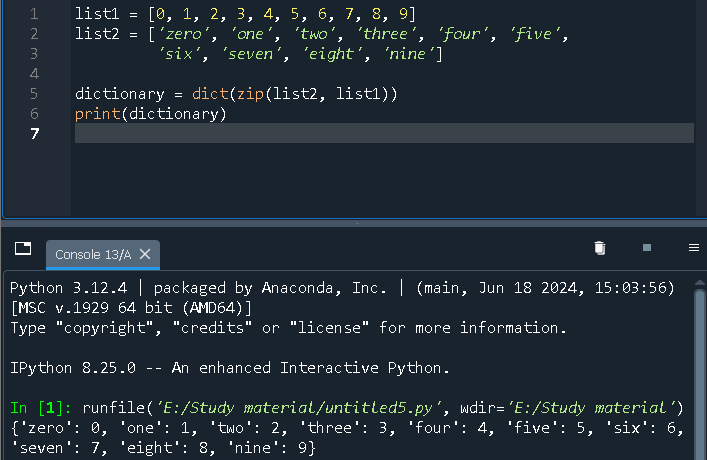 1 list1 = [0, 1, 2, 3, 4, 5, 6, 7, 8, 9]
2 list2 = ['zero', 'one', 'two', 'three', 'four', 'five',
3 'six', 'seven', 'eight', 'nine']
4
5 dictionary = dict(zip(list2, list1))
6 print(dictionary)
7
Console 13/A
Python 3.12.4 | packaged by Anaconda, Inc. | (main, Jun 18 2024, 15:03:56)
[MSC v.1929 64 bit (AMD64)]
Type "copyright", "credits" or "license" for more information.
IPython 8.25.0 -- An enhanced Interactive Python.
In [1]: runfile('E:/Study material/untitled5.py', wdir='E:/Study material')
{'zero': 0, 'one': 1, 'two': 2, 'three': 3, 'four': 4, 'five': 5, 'six': 6,
'seven': 7, 'eight': 8, 'nine': 9}